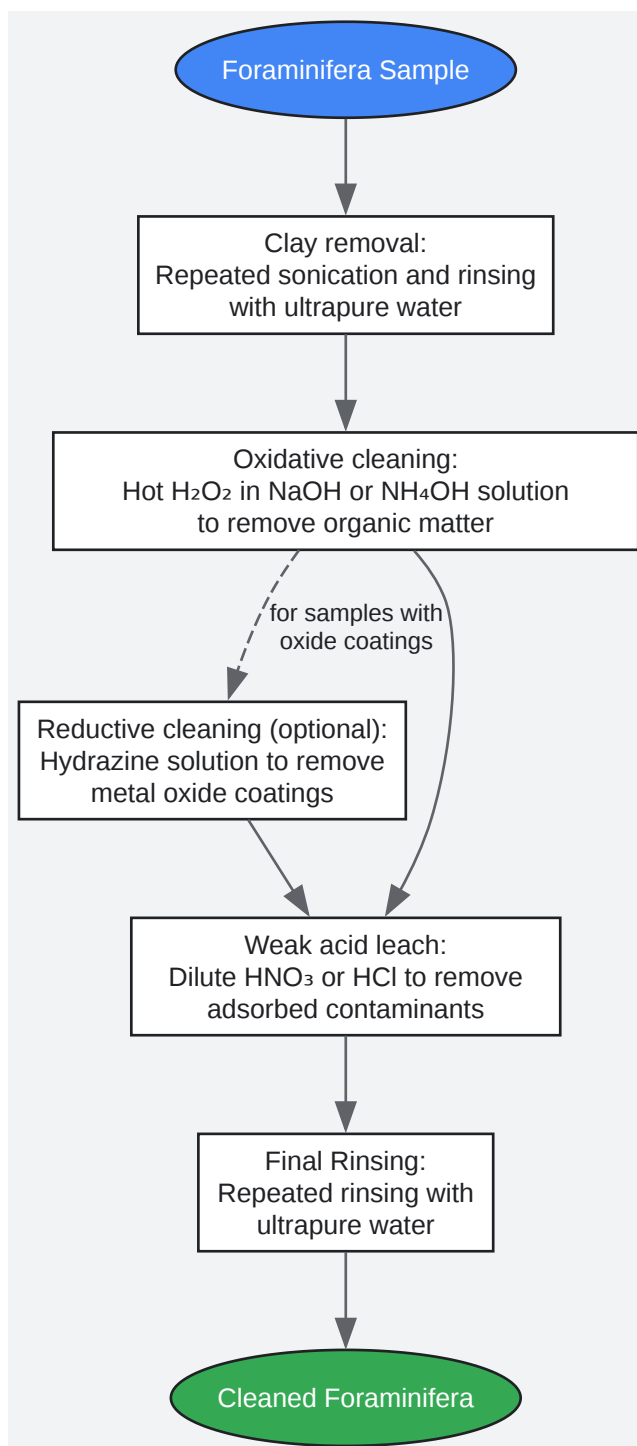 Foraminifera Sample
Clay removal:
Repeated sonication and rinsing
with ultrapure water
Oxidative cleaning:
Hot H₂O₂ in NaOH or NH₄OH solution
to remove organic matter
for samples with
oxide coatings
Reductive cleaning (optional):
Hydrazine solution to remove
metal oxide coatings
Weak acid leach:
Dilute HNO₃ or HCl to remove
adsorbed contaminants
Final Rinsing:
Repeated rinsing with
ultrapure water
Cleaned Foraminifera